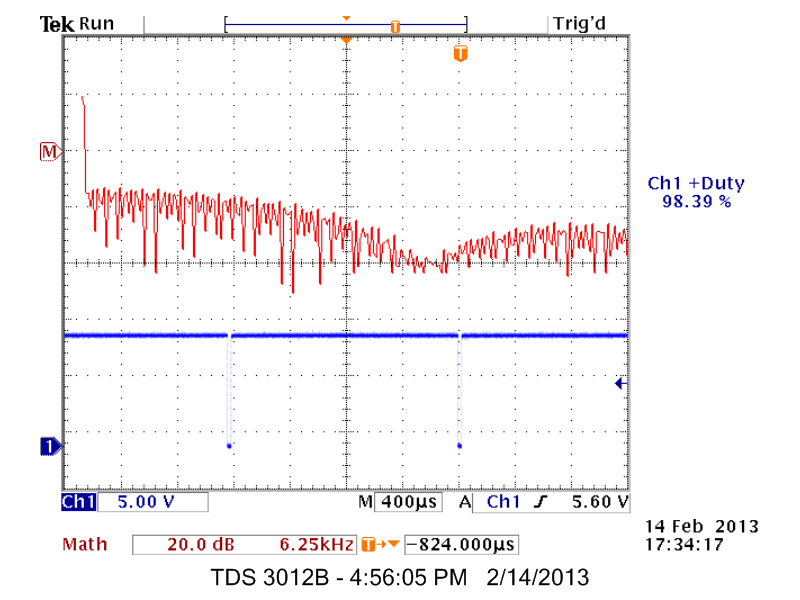 Tek Run Trig'd
T
T
M
Ch1 +Duty
98.39 %
1
Ch1 5.00 V M 400µs A Ch1 5.60 V
Math 20.0 dB 6.25kHz T -824.000µs
14 Feb 2013
17:34:17
TDS 3012B - 4:56:05 PM 2/14/2013